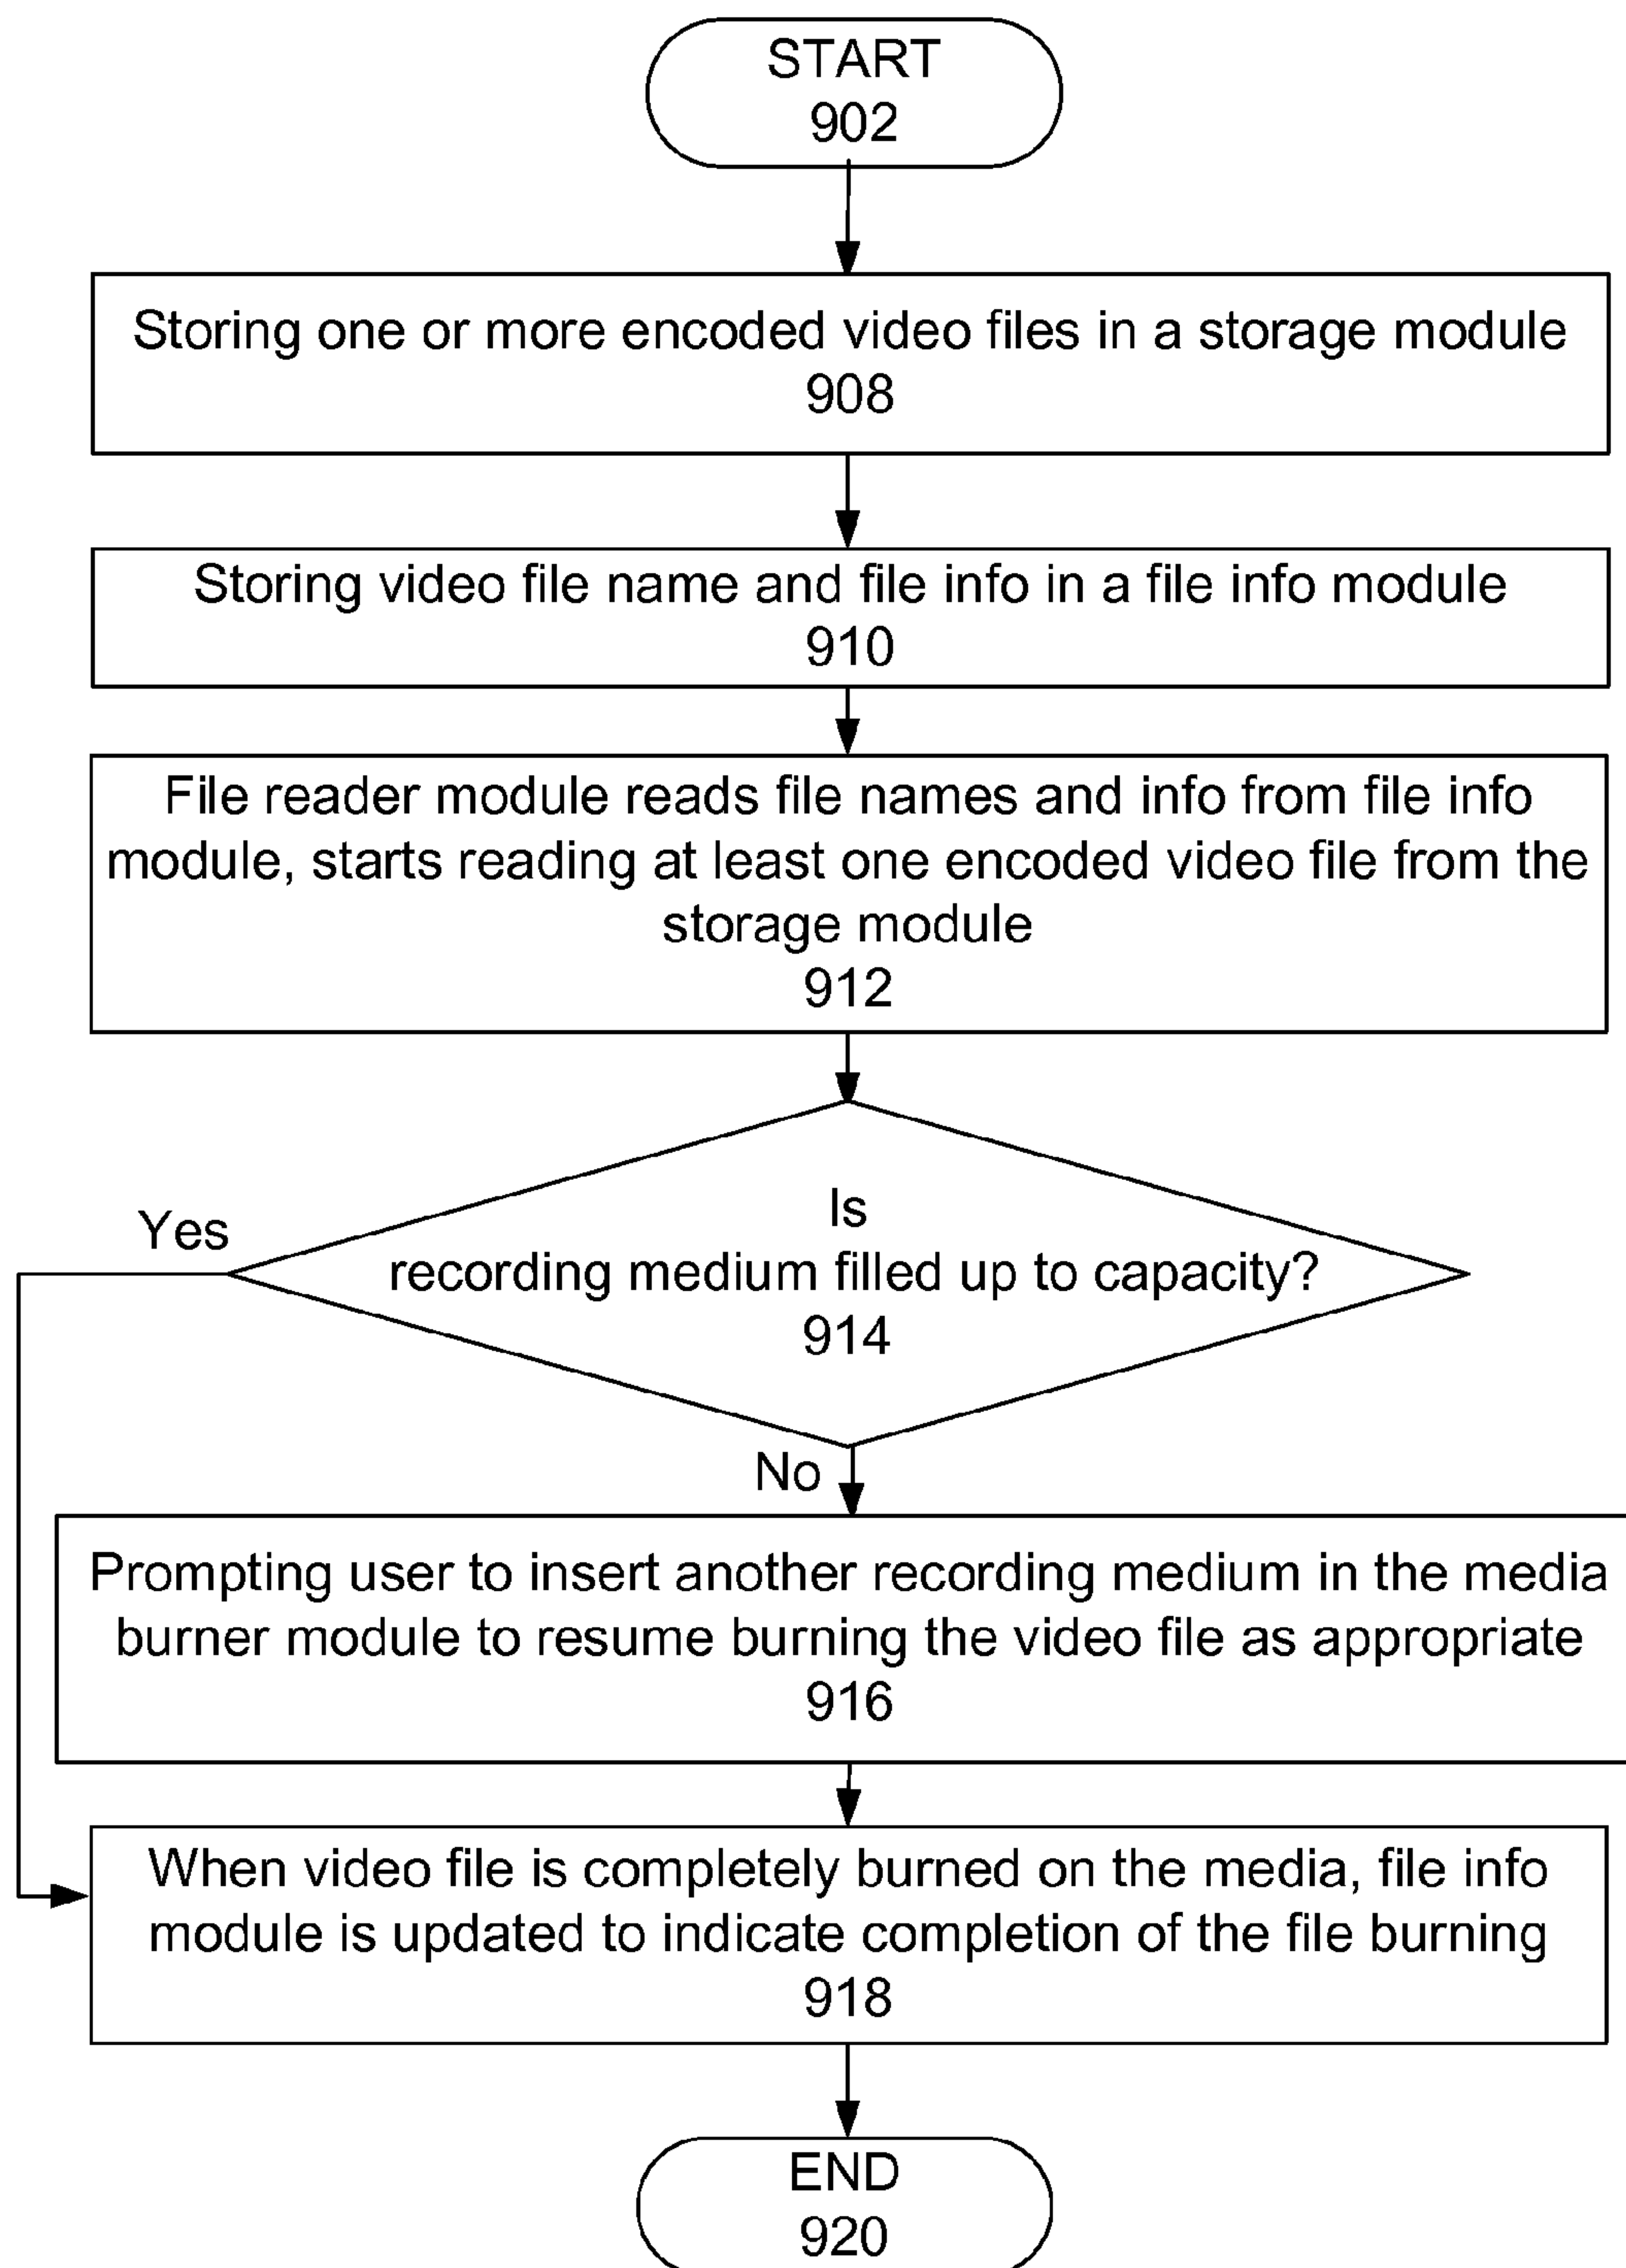 START
902
Storing one or more encoded video files in a storage module
908
Storing video file name and file info in a file info module
910
File reader module reads file names and info from file info
module, starts reading at least one encoded video file from the
storage module
912
Is
recording medium filled up to capacity?
914
Yes
No
Prompting user to insert another recording medium in the media
burner module to resume burning the video file as appropriate
916
When video file is completely burned on the media, file info
module is updated to indicate completion of the file burning
918
END
920